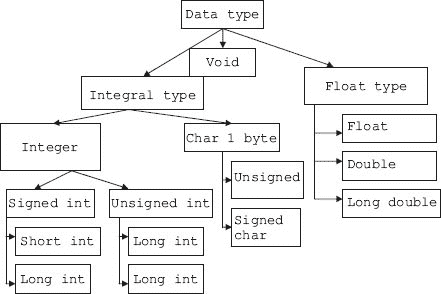 Data type
Void
Integral type
Float type
Integer
Char 1 byte
Float
Double
Long double
Unsigned
Signed
char
Signed int
Unsigned int
Short int
Long int
Long int
Long int